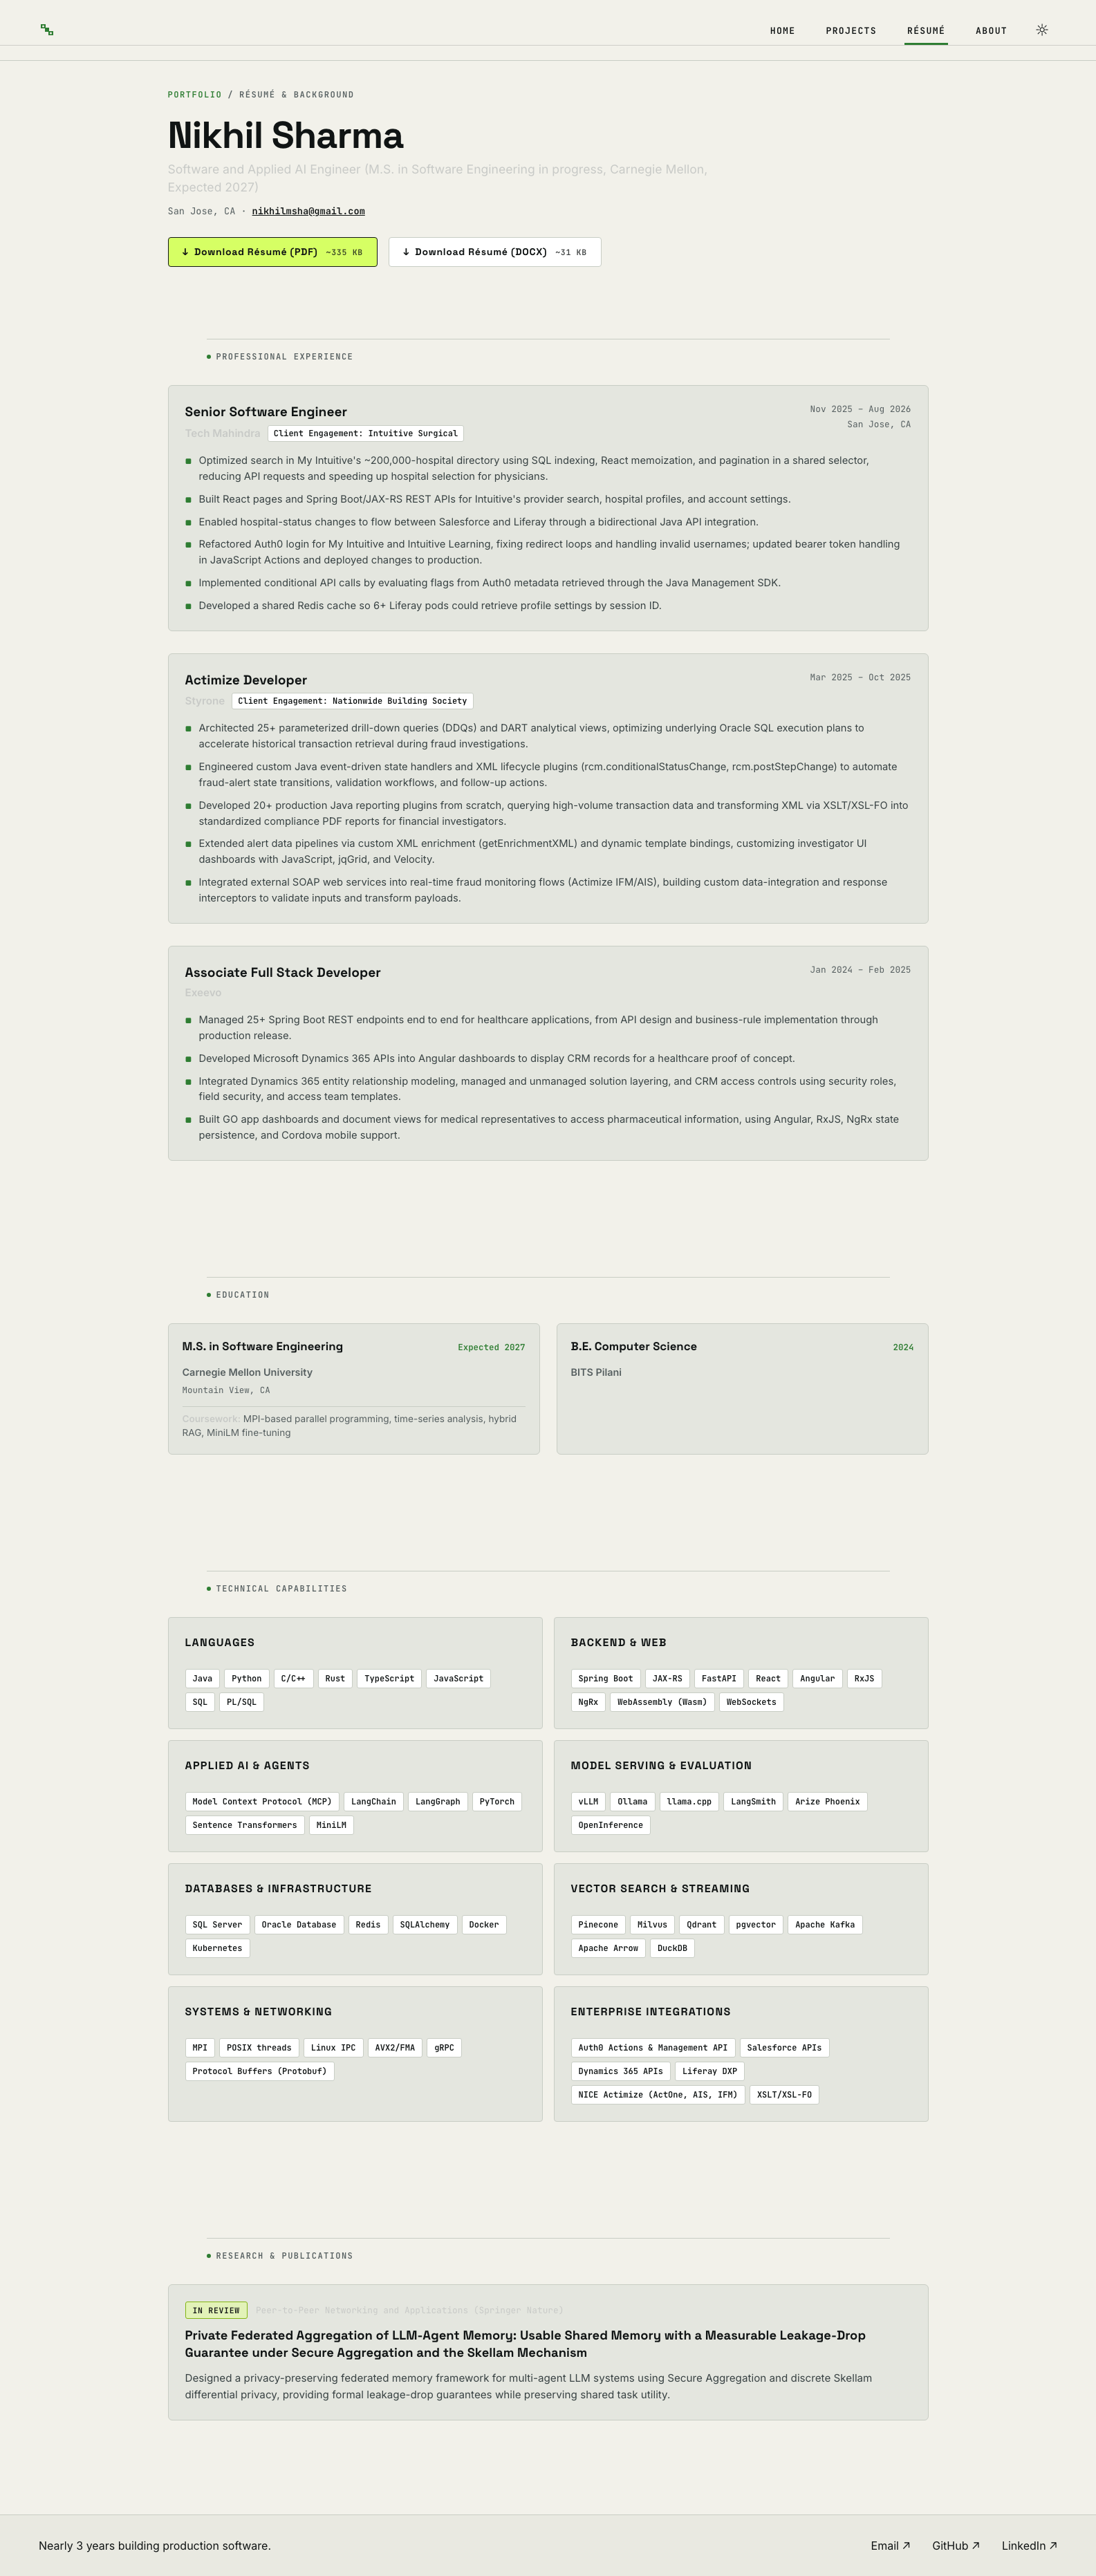 HOME PROJECTS RÉSUMÉ ABOUT
PORTFOLIO / RÉSUMÉ & BACKGROUND
Nikhil Sharma
Software and Applied AI Engineer (M.S. in Software Engineering in progress, Carnegie Mellon,
Expected 2027)
San Jose, CA · nikhilmsha@gmail.com
↓ Download Résumé (PDF) ~335 KB ↓ Download Résumé (DOCX) ~31 KB
PROFESSIONAL EXPERIENCE
Senior Software Engineer Nov 2025 – Aug 2026
Tech Mahindra Client Engagement: Intuitive Surgical San Jose, CA
Optimized search in My Intuitive's ~200,000-hospital directory using SQL indexing, React memoization, and pagination in a shared selector,
reducing API requests and speeding up hospital selection for physicians.
Built React pages and Spring Boot/JAX-RS REST APIs for Intuitive's provider search, hospital profiles, and account settings.
Enabled hospital-status changes to flow between Salesforce and Liferay through a bidirectional Java API integration.
Refactored Auth0 login for My Intuitive and Intuitive Learning, fixing redirect loops and handling invalid usernames; updated bearer token handling
in JavaScript Actions and deployed changes to production.
Implemented conditional API calls by evaluating flags from Auth0 metadata retrieved through the Java Management SDK.
Developed a shared Redis cache so 6+ Liferay pods could retrieve profile settings by session ID.
Actimize Developer Mar 2025 – Oct 2025
Styrone Client Engagement: Nationwide Building Society
Architected 25+ parameterized drill-down queries (DDQs) and DART analytical views, optimizing underlying Oracle SQL execution plans to
accelerate historical transaction retrieval during fraud investigations.
Engineered custom Java event-driven state handlers and XML lifecycle plugins (rcm.conditionalStatusChange, rcm.postStepChange) to automate
fraud-alert state transitions, validation workflows, and follow-up actions.
Developed 20+ production Java reporting plugins from scratch, querying high-volume transaction data and transforming XML via XSLT/XSL-FO into
standardized compliance PDF reports for financial investigators.
Extended alert data pipelines via custom XML enrichment (getEnrichmentXML) and dynamic template bindings, customizing investigator UI
dashboards with JavaScript, jqGrid, and Velocity.
Integrated external SOAP web services into real-time fraud monitoring flows (Actimize IFM/AIS), building custom data-integration and response
interceptors to validate inputs and transform payloads.
Associate Full Stack Developer Jan 2024 – Feb 2025
Exeevo
Managed 25+ Spring Boot REST endpoints end to end for healthcare applications, from API design and business-rule implementation through
production release.
Developed Microsoft Dynamics 365 APIs into Angular dashboards to display CRM records for a healthcare proof of concept.
Integrated Dynamics 365 entity relationship modeling, managed and unmanaged solution layering, and CRM access controls using security roles,
field security, and access team templates.
Built GO app dashboards and document views for medical representatives to access pharmaceutical information, using Angular, RxJS, NgRx state
persistence, and Cordova mobile support.
EDUCATION
M.S. in Software Engineering Expected 2027
Carnegie Mellon University
Mountain View, CA
Coursework: MPI-based parallel programming, time-series analysis, hybrid
RAG, MiniLM fine-tuning
B.E. Computer Science 2024
BITS Pilani
TECHNICAL CAPABILITIES
LANGUAGES
Java Python C/C++ Rust TypeScript JavaScript
SQL PL/SQL
BACKEND & WEB
Spring Boot JAX-RS FastAPI React Angular RxJS
NgRx WebAssembly (Wasm) WebSockets
APPLIED AI & AGENTS
Model Context Protocol (MCP) LangChain LangGraph PyTorch
Sentence Transformers MiniLM
MODEL SERVING & EVALUATION
vLLM Ollama llama.cpp LangSmith Arize Phoenix
OpenInference
DATABASES & INFRASTRUCTURE
SQL Server Oracle Database Redis SQLAlchemy Docker
Kubernetes
VECTOR SEARCH & STREAMING
Pinecone Milvus Qdrant pgvector Apache Kafka
Apache Arrow DuckDB
SYSTEMS & NETWORKING
MPI POSIX threads Linux IPC AVX2/FMA gRPC
Protocol Buffers (Protobuf)
ENTERPRISE INTEGRATIONS
Auth0 Actions & Management API Salesforce APIs
Dynamics 365 APIs Liferay DXP
NICE Actimize (ActOne, AIS, IFM) XSLT/XSL-FO
RESEARCH & PUBLICATIONS
IN REVIEW Peer-to-Peer Networking and Applications (Springer Nature)
Private Federated Aggregation of LLM-Agent Memory: Usable Shared Memory with a Measurable Leakage-Drop
Guarantee under Secure Aggregation and the Skellam Mechanism
Designed a privacy-preserving federated memory framework for multi-agent LLM systems using Secure Aggregation and discrete Skellam
differential privacy, providing formal leakage-drop guarantees while preserving shared task utility.
Nearly 3 years building production software. Email ↗ GitHub ↗ LinkedIn ↗